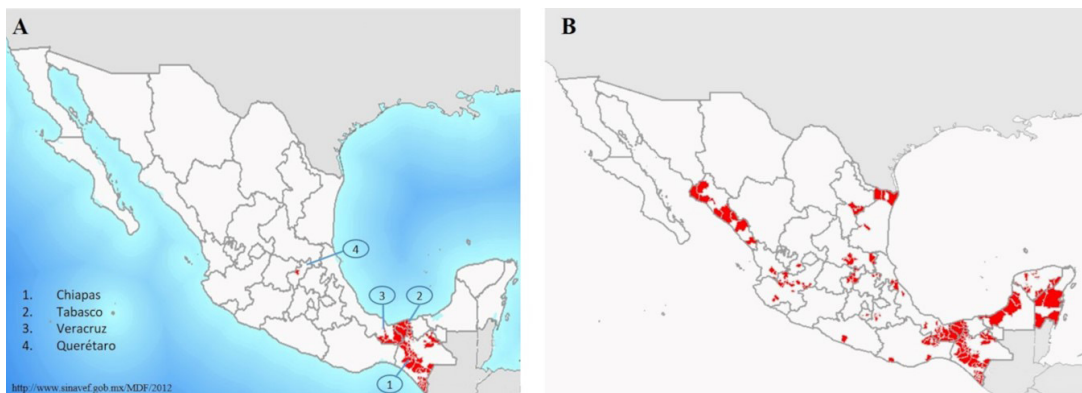 A
B
4
3
2
1. Chiapas
2. Tabasco
3. Veracruz
4. Querétaro
1
http://www.sinavef.gob.mx/MDF/2012